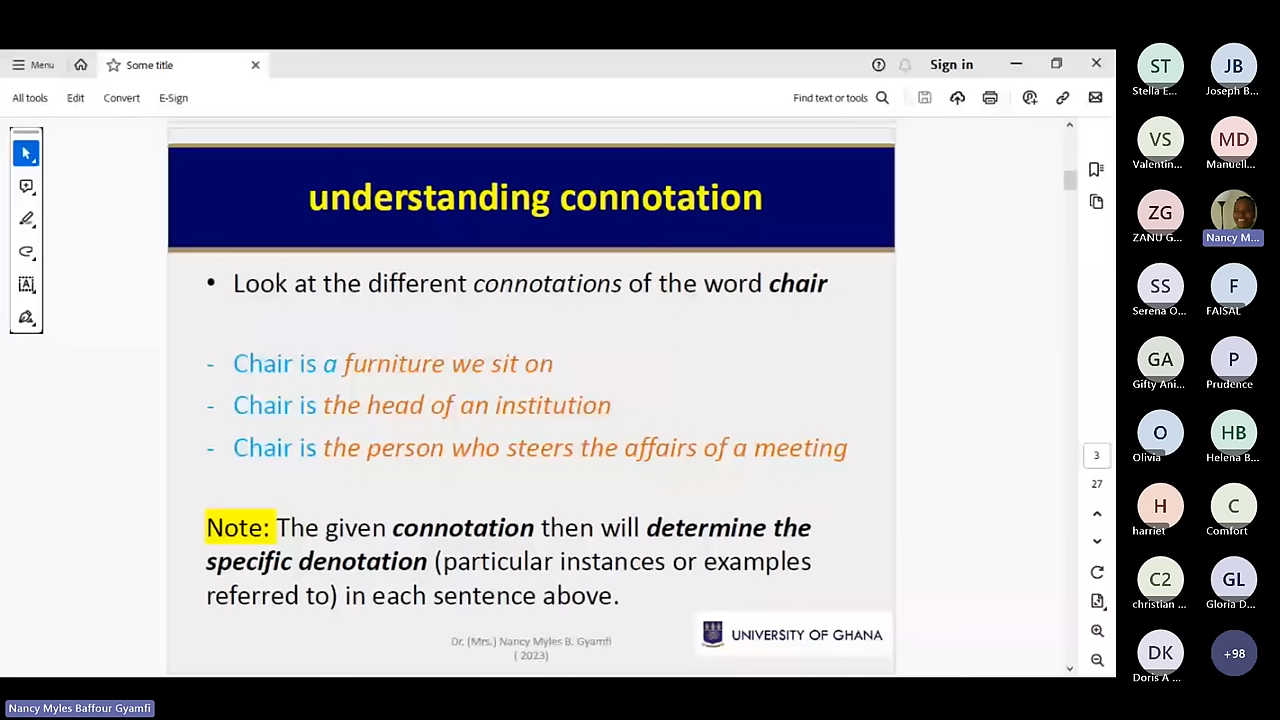 Menu
Some title
Sign in
All tools
Edit
Convert
E-Sign
Find text or tools
understanding connotation
• Look at the different connotations of the word chair
- Chair is a furniture we sit on
- Chair is the head of an institution
- Chair is the person who steers the affairs of a meeting
Note: The given connotation then will determine the
specific denotation (particular instances or examples
referred to) in each sentence above.
Dr. (Mrs.) Nancy Myles B. Gyamfi
( 2023)
UNIVERSITY OF GHANA
3
27
ST
Stella E...
JB
Joseph B...
VS
Valentin...
MD
Manuell...
ZG
ZANU G...
Nancy M...
SS
Serena O...
F
FAISAL
GA
Gifty Ani...
P
Prudence
O
Olivia
HB
Helena B...
H
harriet
C
Comfort
C2
christian ...
GL
Gloria D...
DK
Doris A ...
+98
Nancy Myles Baffour Gyamfi